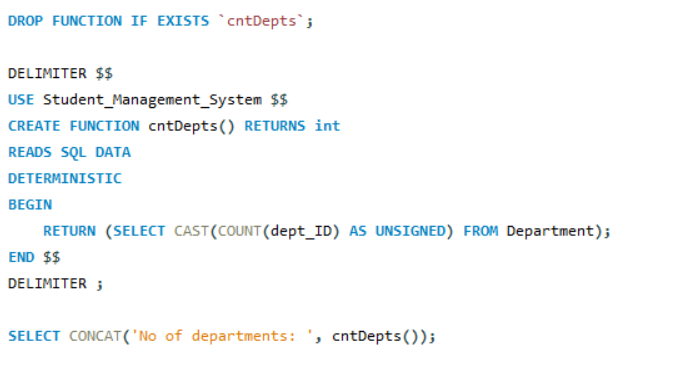 DROP FUNCTION IF EXISTS `cntDepts`;
DELIMITER $$
USE Student_Management_System $$
CREATE FUNCTION cntDepts() RETURNS int
READS SQL DATA
DETERMINISTIC
BEGIN
    RETURN (SELECT CAST(COUNT(dept_ID) AS UNSIGNED) FROM Department);
END $$
DELIMITER ;
SELECT CONCAT('No of departments: ', cntDepts());